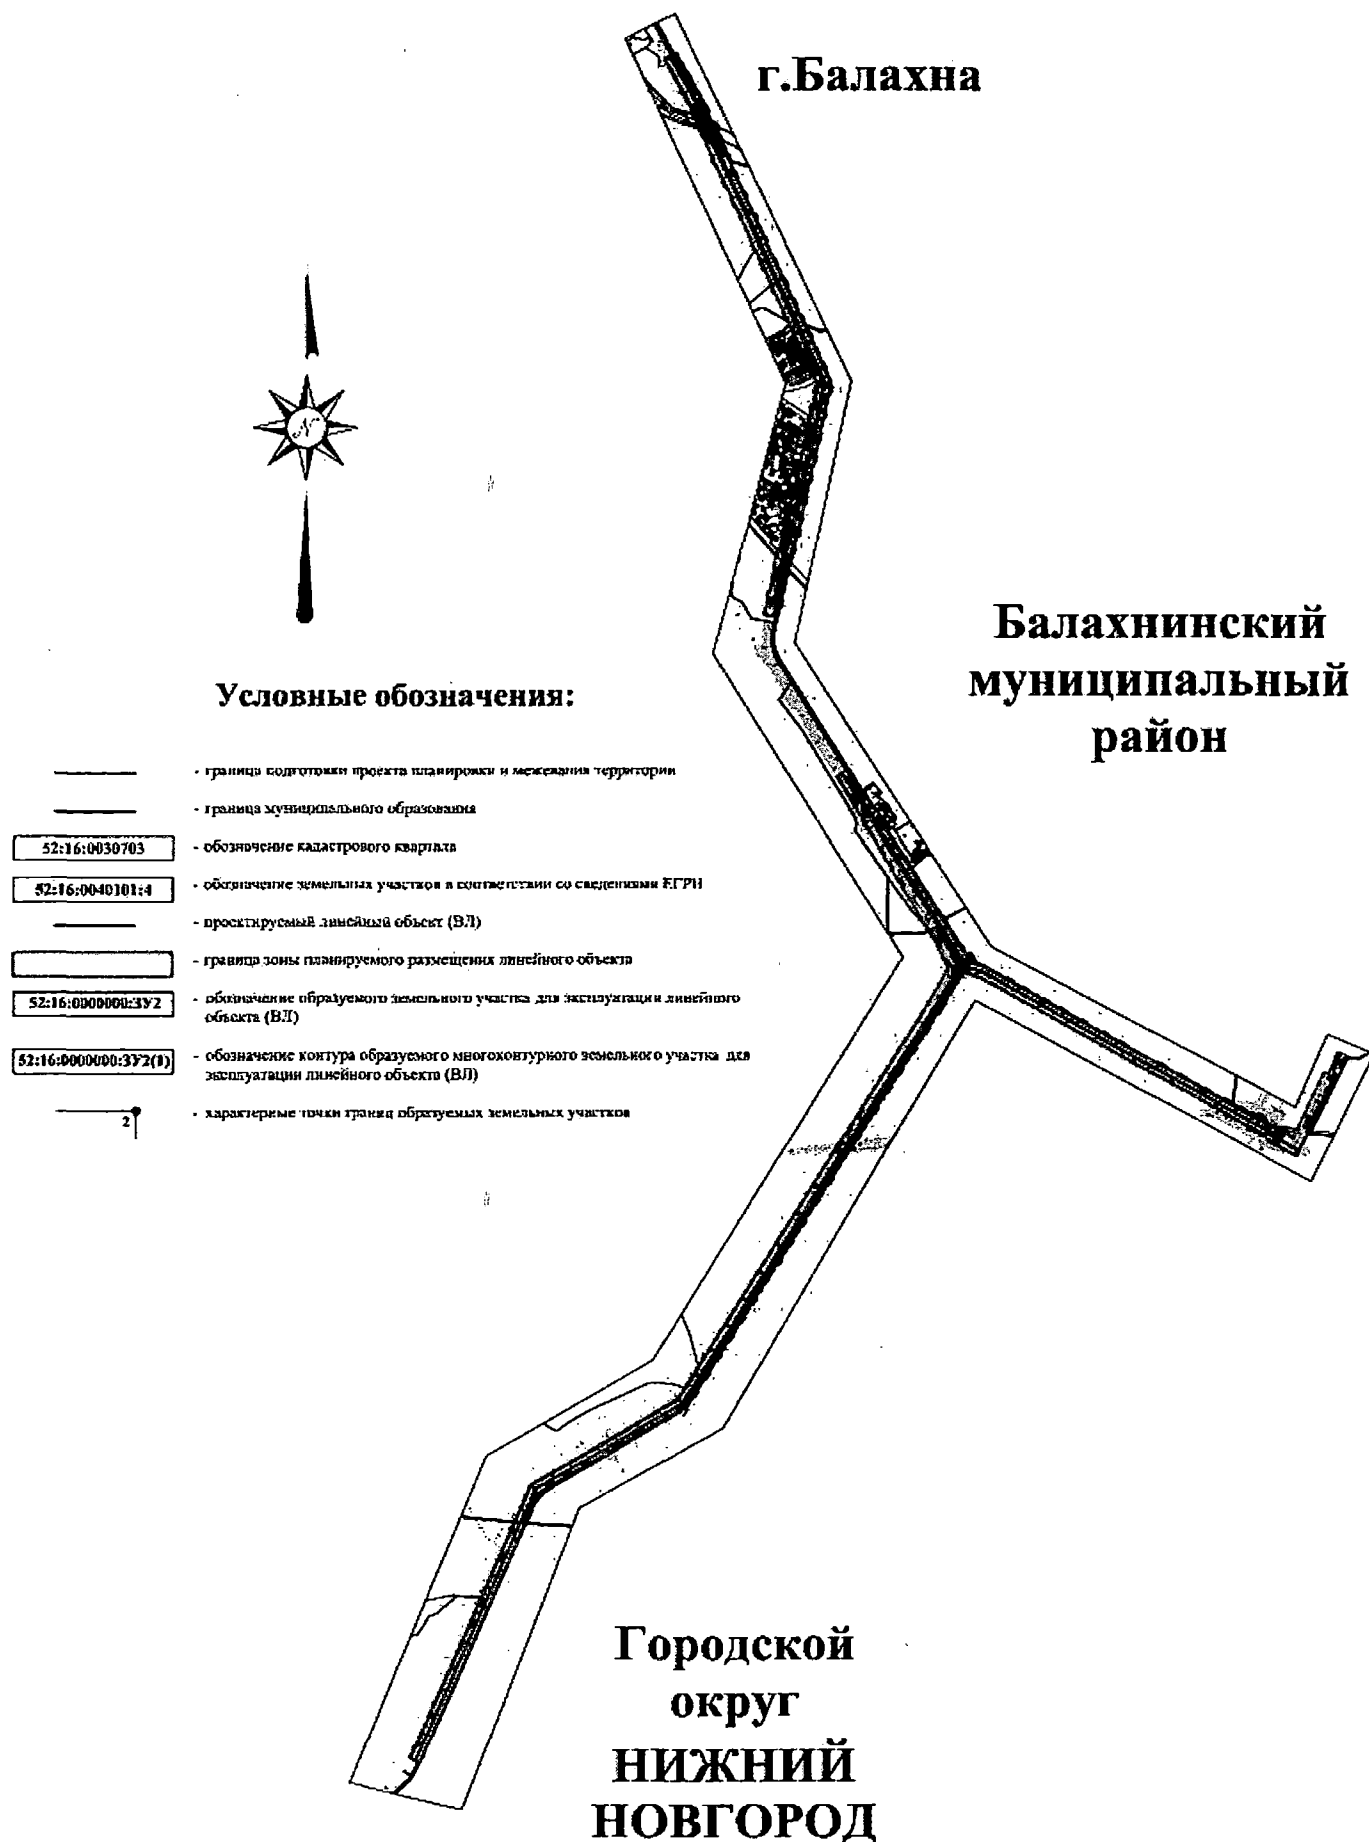 г.Балахна
N
Балахнинский
муниципальный
район
Условные обозначения:
- граница подготовки проекта планировки и межевания территории
- граница муниципального образования
52:16:0030703
- обозначение кадастрового квартала
52:16:0040101:4
- обозначение земельных участков в соответствии со сведениями ЕГРН
- проектируемый линейный объект (ВЛ)
- граница зоны планируемого размещения линейного объекта
52:16:0000000:ЗУ2
- обозначение образуемого земельного участка для эксплуатации линейного
объекта (ВЛ)
52:16:0000000:ЗУ2(1)
- обозначение контура образуемого многоконтурного земельного участка для
эксплуатации линейного объекта (ВЛ)
2
- характерные точки границ образуемых земельных участков
Городской
округ
НИЖНИЙ
НОВГОРОД